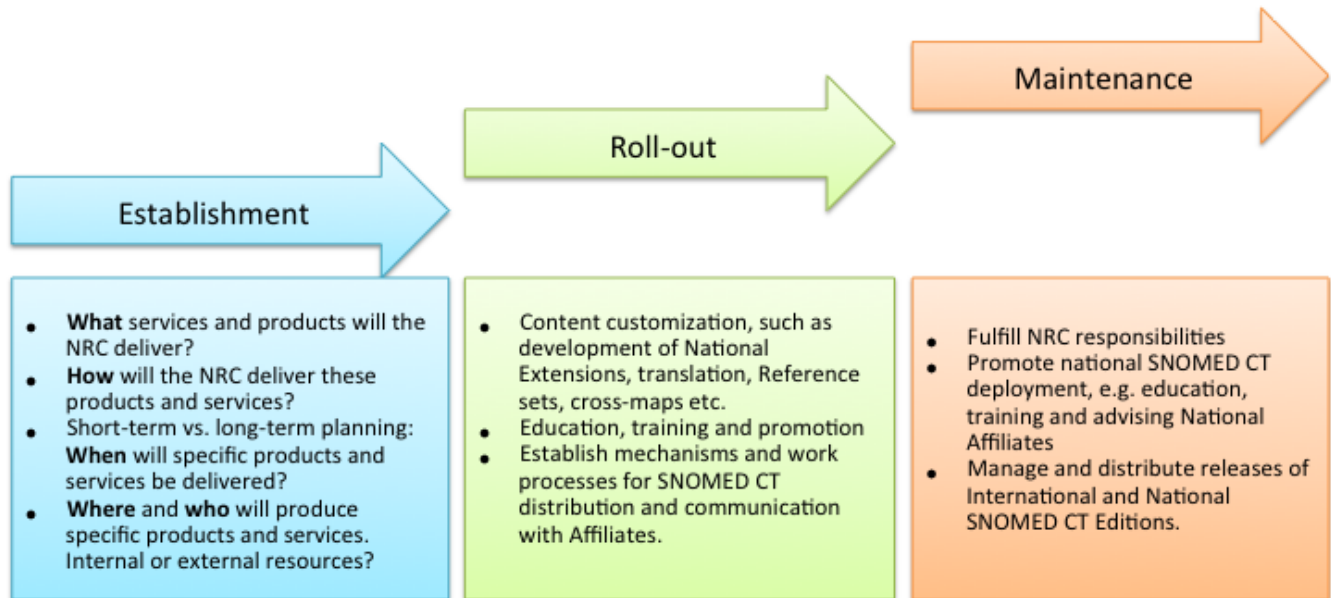 Establishment
Roll-out
Maintenance
• What services and products will the
NRC deliver?
• How will the NRC deliver these
products and services?
• Short-term vs. long-term planning:
When will specific products and
services be delivered?
• Where and who will produce
specific products and services.
Internal or external resources?
• Content customization, such as
development of National
Extensions, translation, Reference
sets, cross-maps etc.
• Education, training and promotion
• Establish mechanisms and work
processes for SNOMED CT
distribution and communication
with Affiliates.
• Fulfill NRC responsibilities
• Promote national SNOMED CT
deployment, e.g. education,
training and advising National
Affiliates
• Manage and distribute releases of
International and National
SNOMED CT Editions.